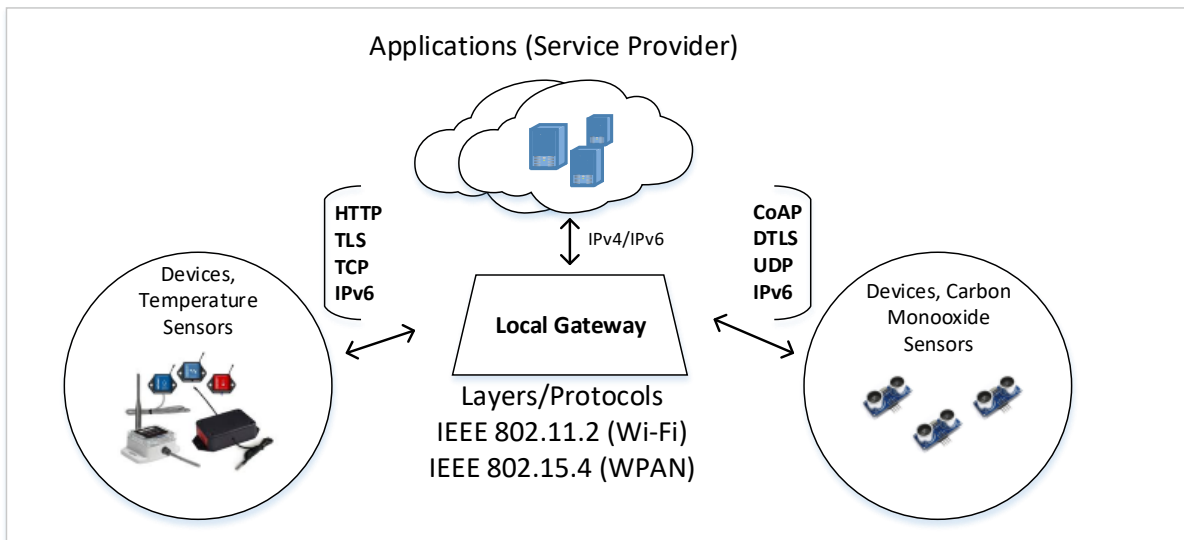 Applications (Service Provider)
HTTP
TLS
TCP
IPv6
IPv4/IPv6
CoAP
DTLS
UDP
IPv6
Devices,
Temperature
Sensors
Local Gateway
Devices, Carbon
Monooxide
Sensors
Layers/Protocols
IEEE 802.11.2 (Wi-Fi)
IEEE 802.15.4 (WPAN)